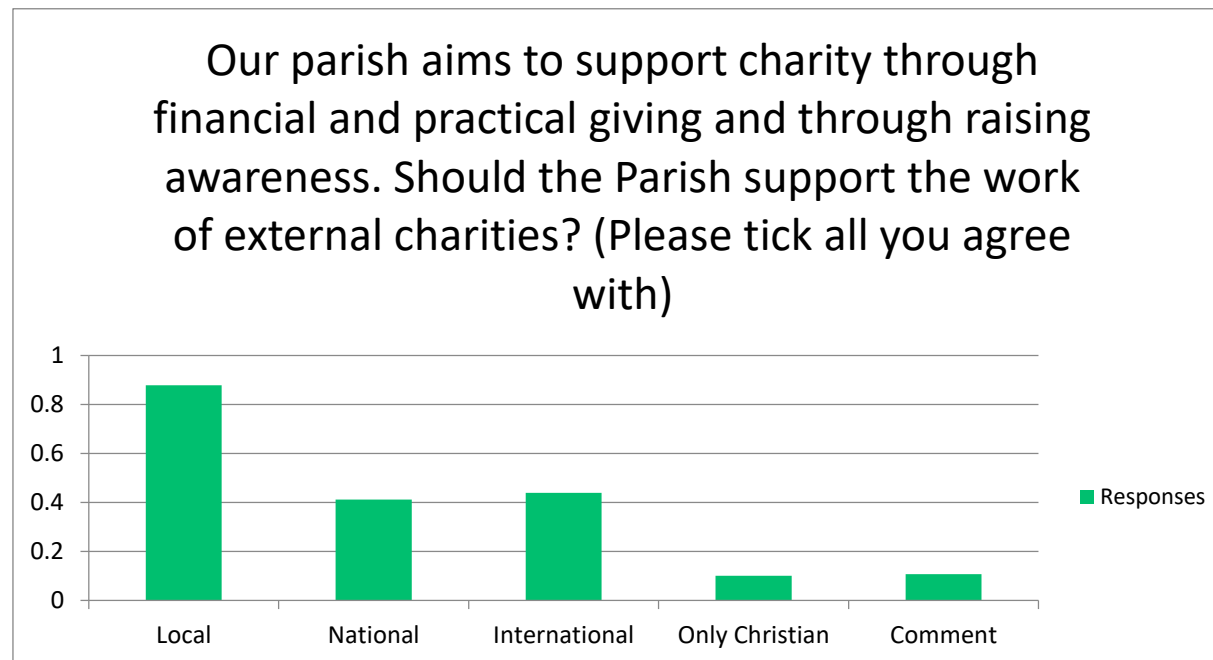 Our parish aims to support charity through
financial and practical giving and through raising
awareness. Should the Parish support the work
of external charities? (Please tick all you agree
with)
1
0.8
0.6
0.4
0.2
0
Local National International Only Christian Comment
Responses